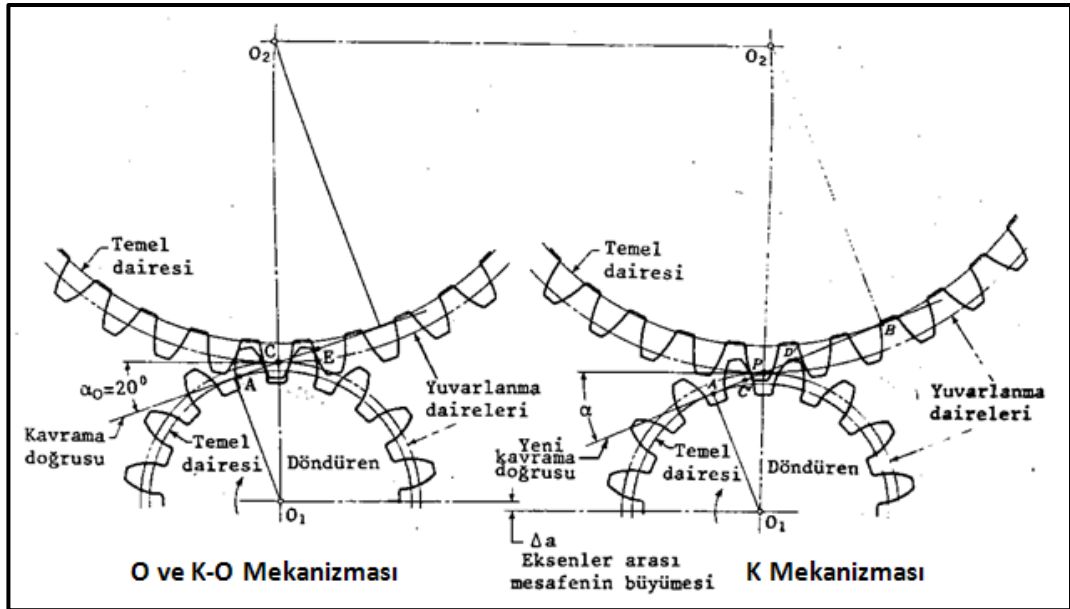 O₂
O₂
Temel
dairesi
C
E
A
α₀=20⁰
Kavrama
doğrusu
Temel
dairesi
Yuvarlanma
daireleri
Döndüren
O₁
Temel
dairesi
B
D'
P
A
C'
α
Yeni
kavrama
doğrusu
Temel
dairesi
Yuvarlanma
daireleri
Döndüren
O₁
Δa
Eksenler arası
mesafenin büyümesi
O ve K-O Mekanizması
K Mekanizması